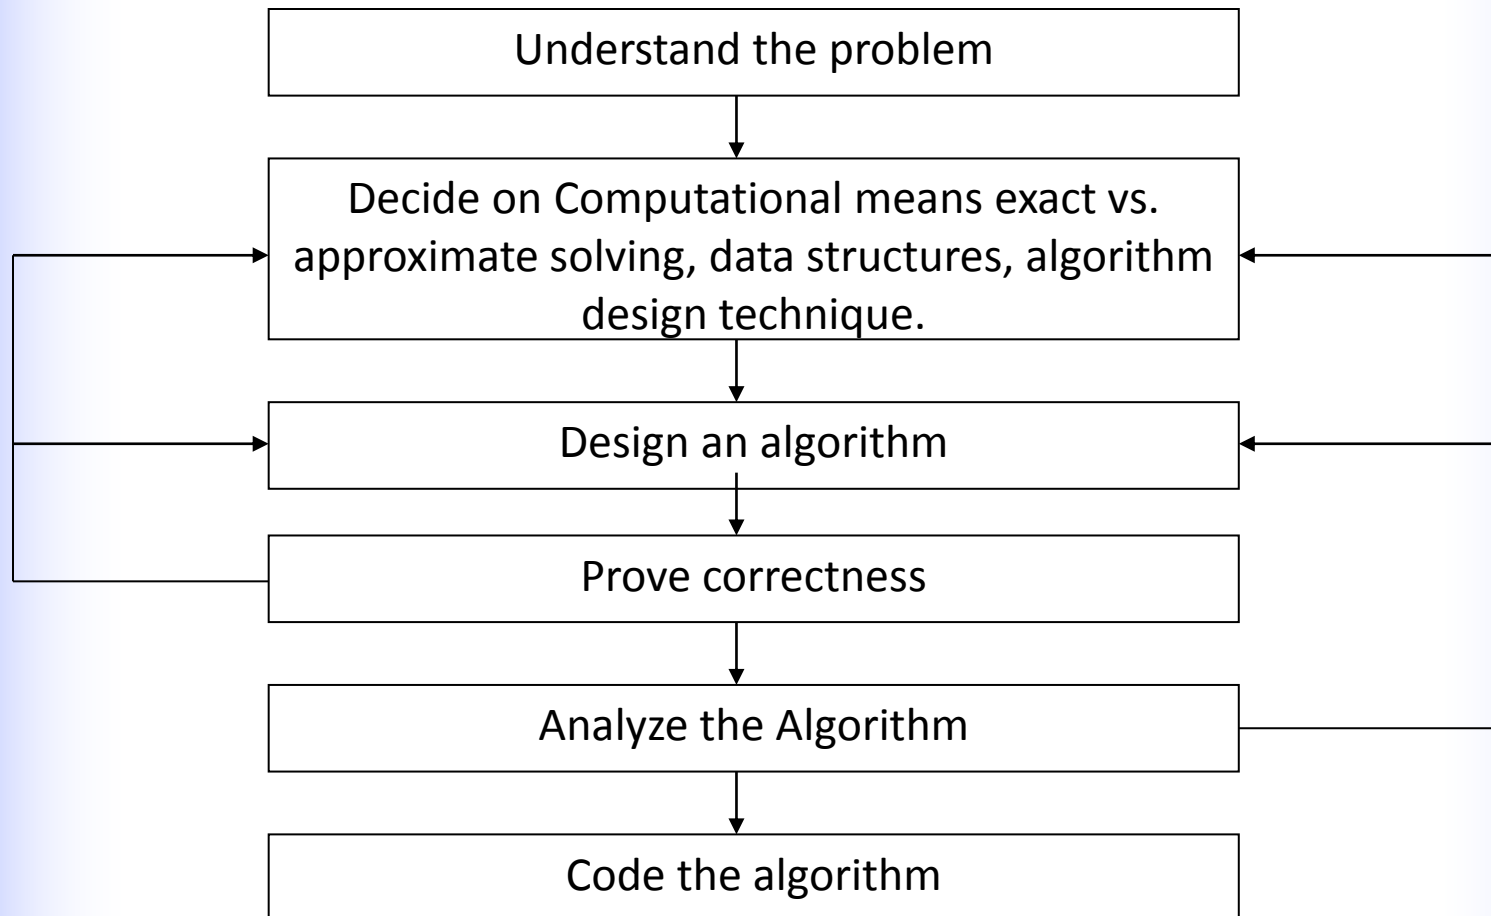 Understand the problem
Decide on Computational means exact vs.
approximate solving, data structures, algorithm
design technique.
Design an algorithm
Prove correctness
Analyze the Algorithm
Code the algorithm